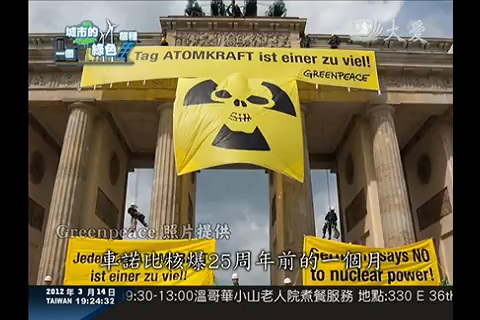 城市的
綠色
大愛
Tag ATOMKRAFT ist einer zu viel!
GREENPEACE
Greenpeace 照片提供
車諾比核爆25周年前的一個月
ist einer zu viel!
says NO
to nuclear power!
2012年 3月14日
TAIWAN 19:24:32
9:30-13:00溫哥華小山老人院煮餐服務 地點:330 E 36th